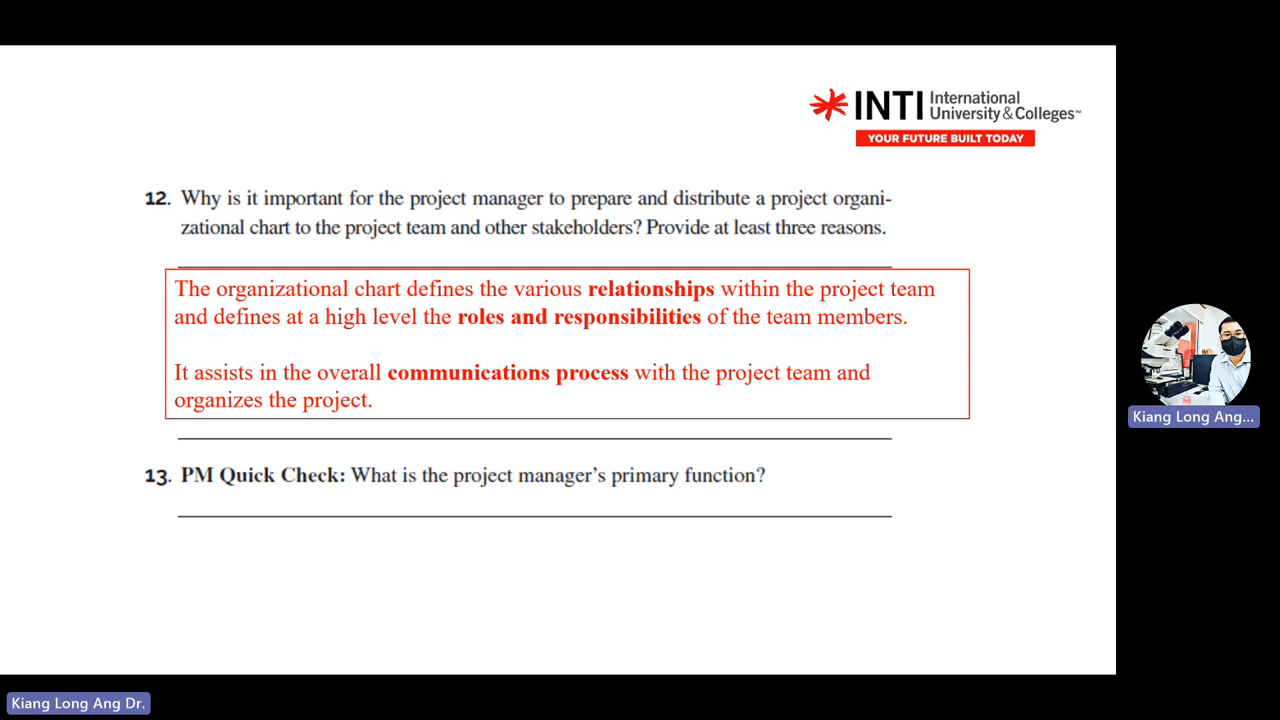 INTI International
University & Colleges™
YOUR FUTURE BUILT TODAY
12. Why is it important for the project manager to prepare and distribute a project organi-
zational chart to the project team and other stakeholders? Provide at least three reasons.
The organizational chart defines the various relationships within the project team
and defines at a high level the roles and responsibilities of the team members.
It assists in the overall communications process with the project team and
organizes the project.
13. PM Quick Check: What is the project manager’s primary function?
Kiang Long Ang...
Kiang Long Ang Dr.